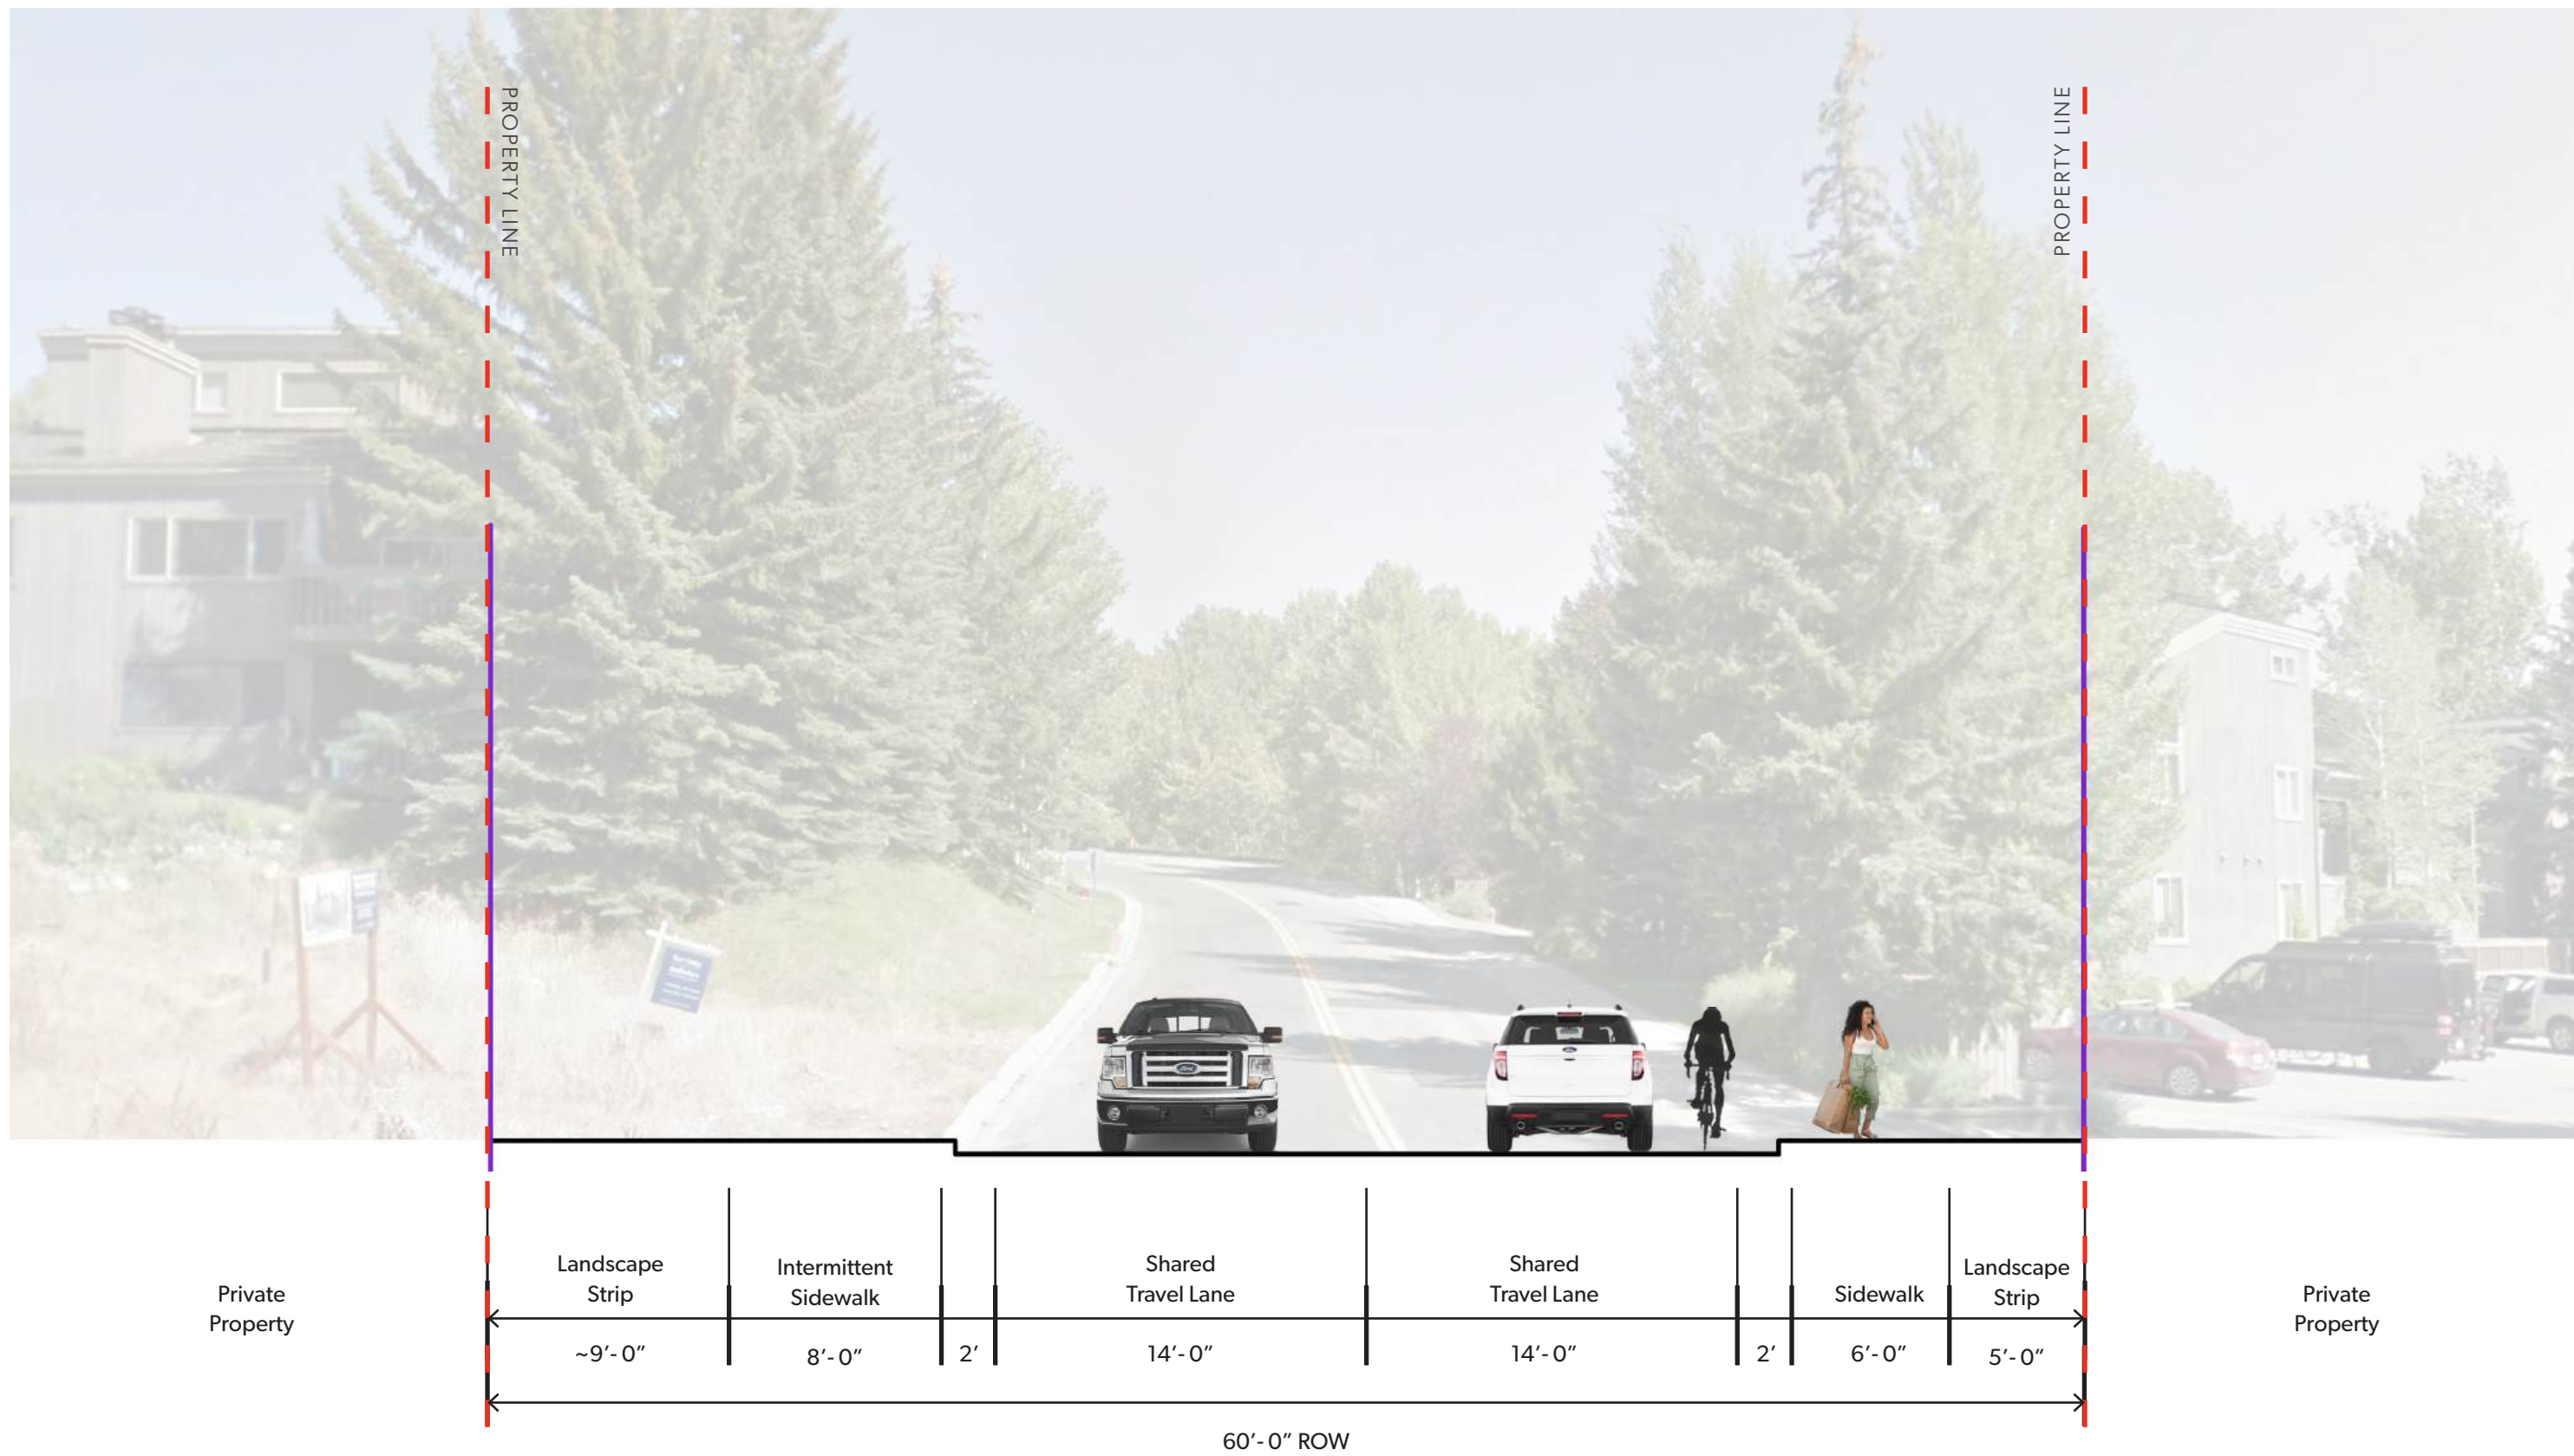 PROPERTY LINE
PROPERTY LINE
Ford
Private
Property
Landscape
Strip
Intermittent
Sidewalk
Shared
Travel Lane
Shared
Travel Lane
Sidewalk
Landscape
Strip
Private
Property
~9'-0"
8'-0"
2'
14'-0"
14'-0"
2'
6'-0"
5'-0"
60'-0" ROW